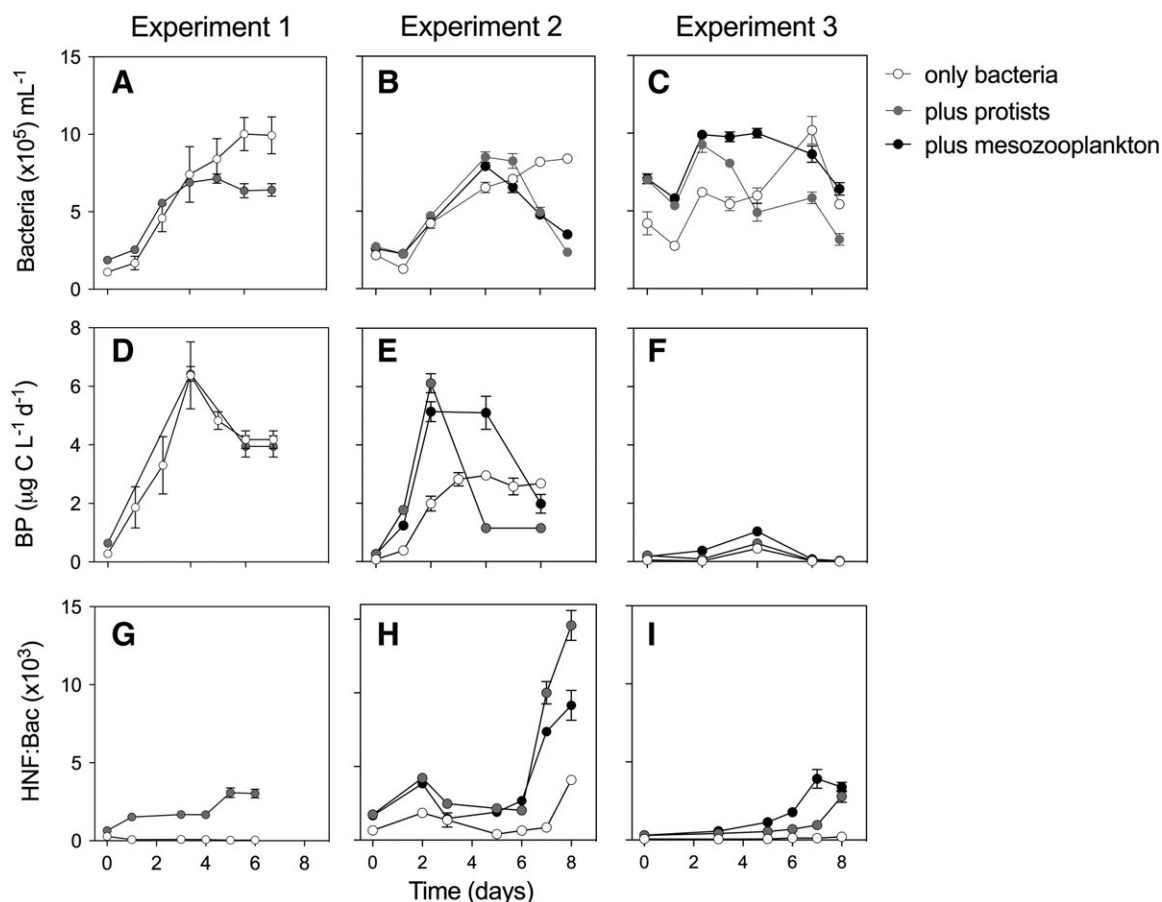 Experiment 1 Experiment 2 Experiment 3
A B C
Bacteria (x10⁵) mL⁻¹
15
10
5
0
only bacteria
plus protists
plus mesozooplankton
D E F
BP (µg C L⁻¹ d⁻¹)
8
6
4
2
0
G H I
HNF:Bac (x10³)
15
10
5
0
0 2 4 6 8 0 2 4 6 8 0 2 4 6 8
Time (days)